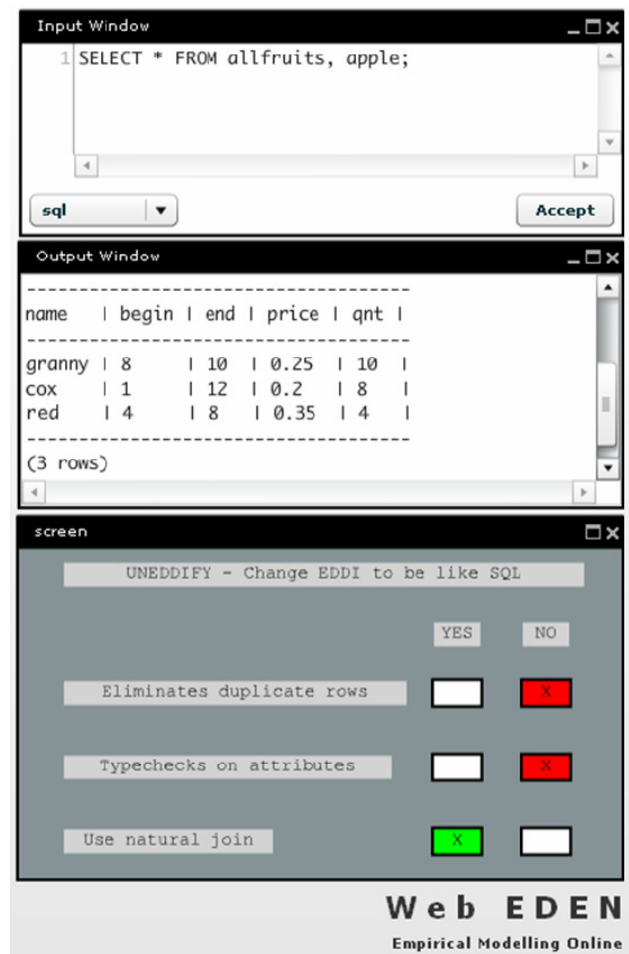 Input Window
1 SELECT * FROM allfruits, apple;
sql
Accept
Output Window
----------------------------------------
name | begin | end | price | qnt |
----------------------------------------
granny | 8 | 10 | 0.25 | 10 |
cox | 1 | 12 | 0.2 | 8 |
red | 4 | 8 | 0.35 | 4 |
----------------------------------------
(3 rows)
screen
UNEDDIFY - Change EDDI to be like SQL
YES NO
Eliminates duplicate rows X
Typechecks on attributes X
Use natural join X
Web EDEN
Empirical Modelling Online